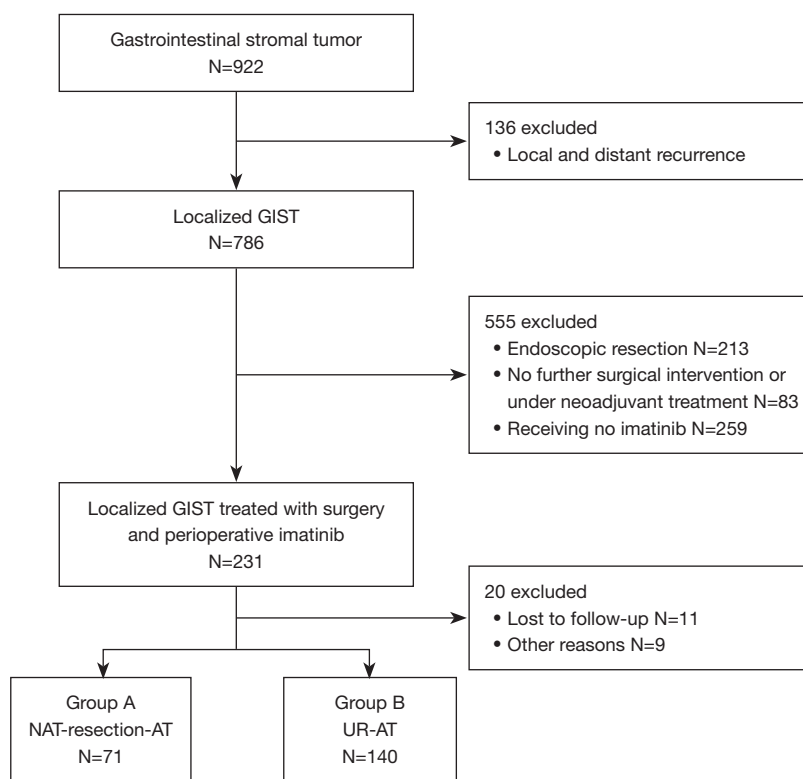 Gastrointestinal stromal tumor
N=922
136 excluded
• Local and distant recurrence
Localized GIST
N=786
555 excluded
• Endoscopic resection N=213
• No further surgical intervention or
under neoadjuvant treatment N=83
• Receiving no imatinib N=259
Localized GIST treated with surgery
and perioperative imatinib
N=231
20 excluded
• Lost to follow-up N=11
• Other reasons N=9
Group A
NAT-resection-AT
N=71
Group B
UR-AT
N=140